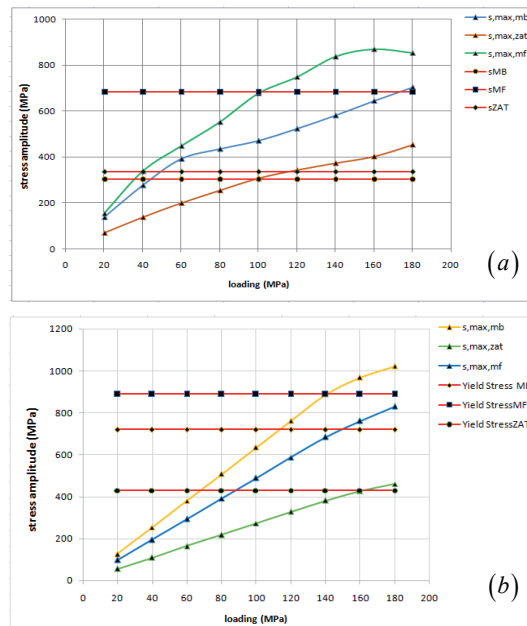 stress amplitude (MPa)
1000
800
600
400
200
0
0 20 40 60 80 100 120 140 160 180 200
loading (MPa)
s,max,mb
s,max,zat
s,max,mf
sMB
sMF
sZAT
(a)
stress amplitude (MPa)
1200
1000
800
600
400
200
0
0 20 40 60 80 100 120 140 160 180 200
loading (MPa)
s,max,mb
s,max,zat
s,max,mf
Yield Stress
Yield StressMF
Yield StressZAT
(b)